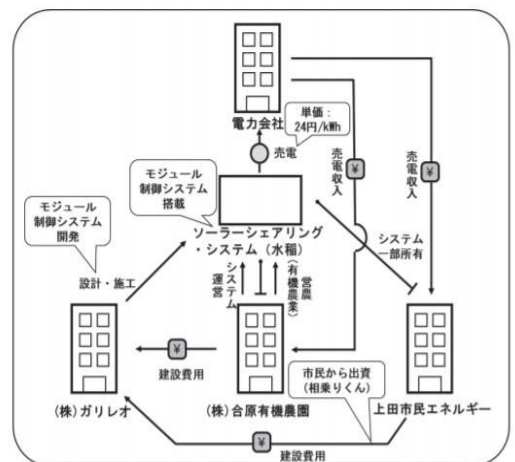 電力会社
単価：
24円/kWh
売電
売電収入
¥
売電収入
¥
モジュール
制御システム
搭載
モジュール
制御システム
開発
ソーラーシェアリング
・システム（水稲）
システム
一部所有
設計・施工
システム
運営
営農
（有機農業）
¥
建設費用
市民から出資
（相乗りくん）
(株)ガリレオ
(株)合原有機農園
上田市民エネルギー
¥
建設費用